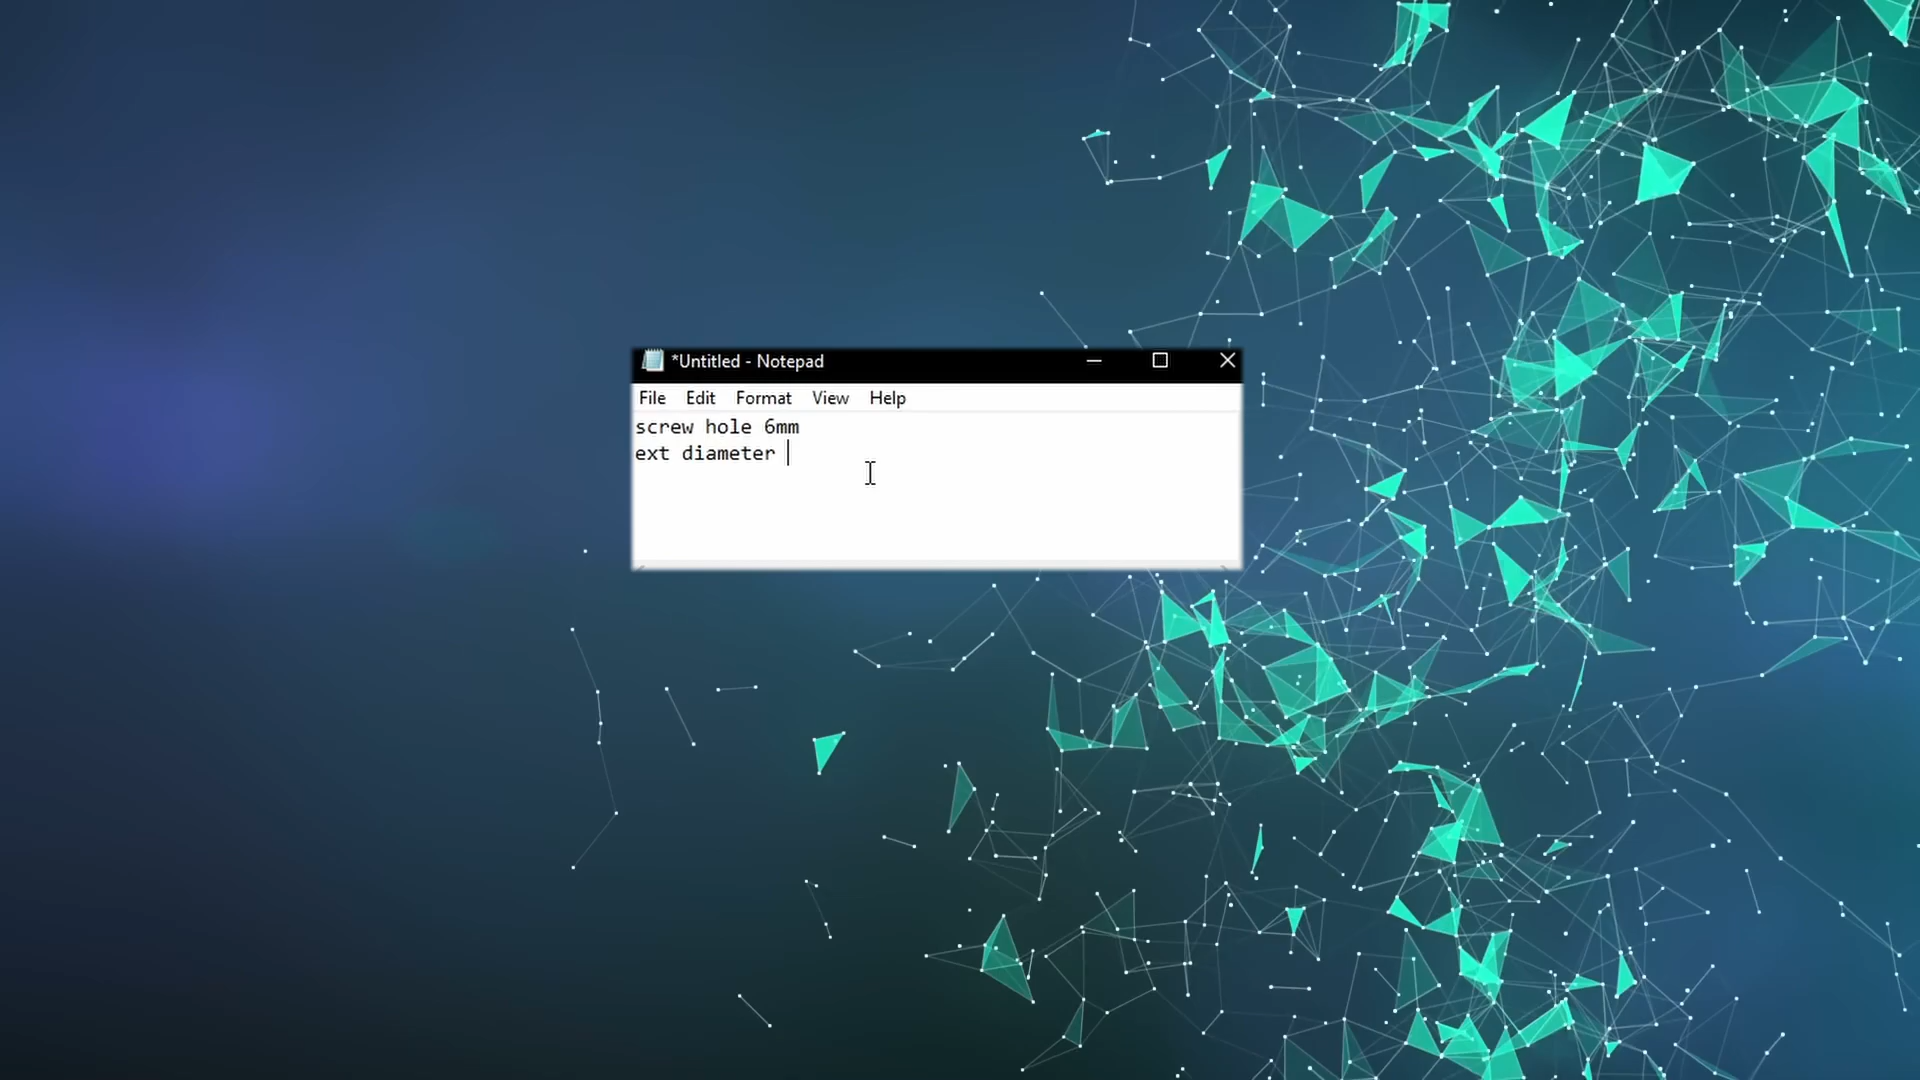 *Untitled - Notepad
File Edit Format View Help
screw hole 6mm
ext diameter